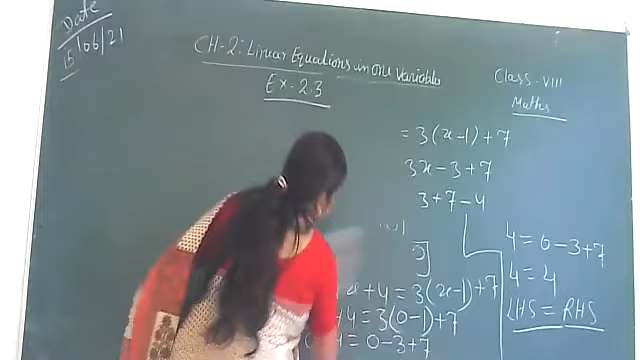 Date
15/06/21
CH-2: Linear Equations in one variable
Ex-2.3
Class-VIII
Maths
= 3(x-1)+7
3x-3+7
3+7-4
+4 = 3(x-1)+7
4 = 3(0-1)+7
= 0-3+7
4 = 0-3+7
4 = 4
LHS = RHS